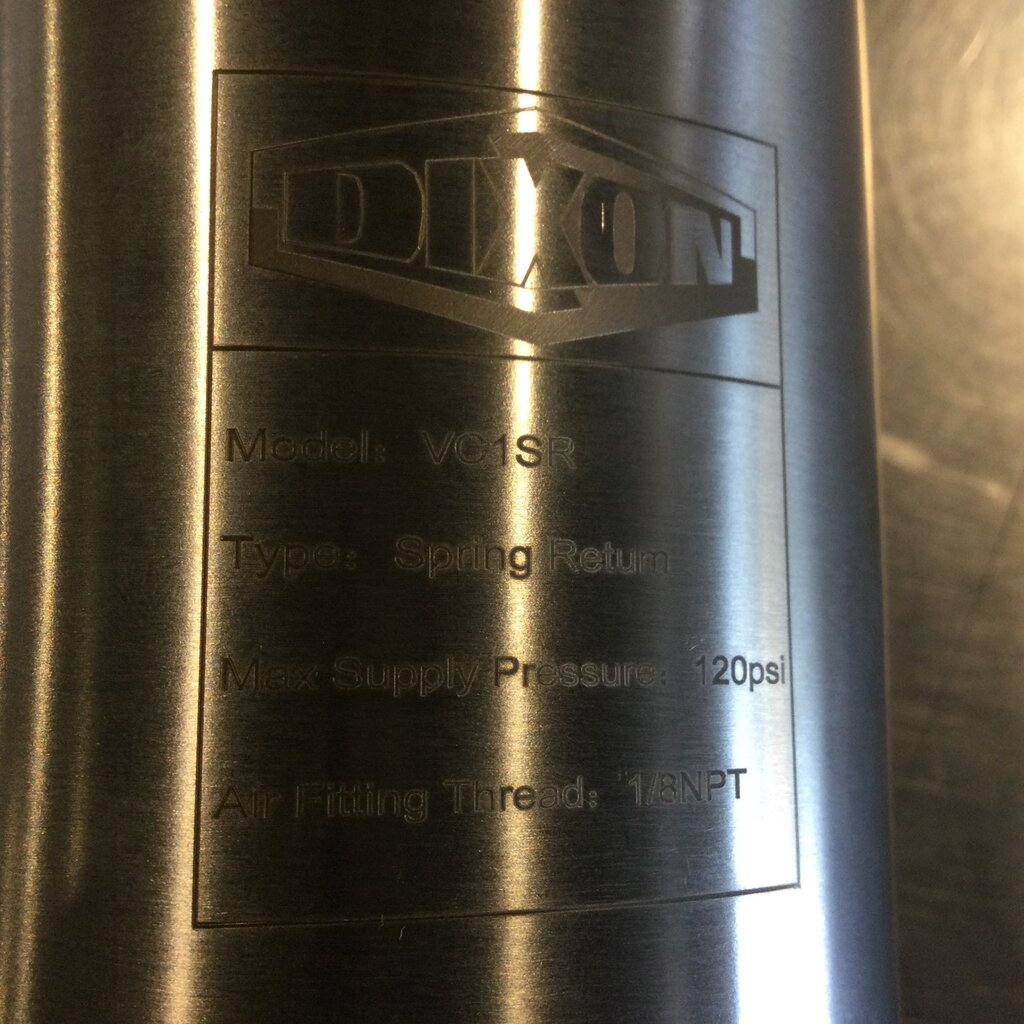 DIXON
Model: VC1SR
Type: Spring Return
Max Supply Pressure: 120psi
Air Fitting Thread: 1/8NPT